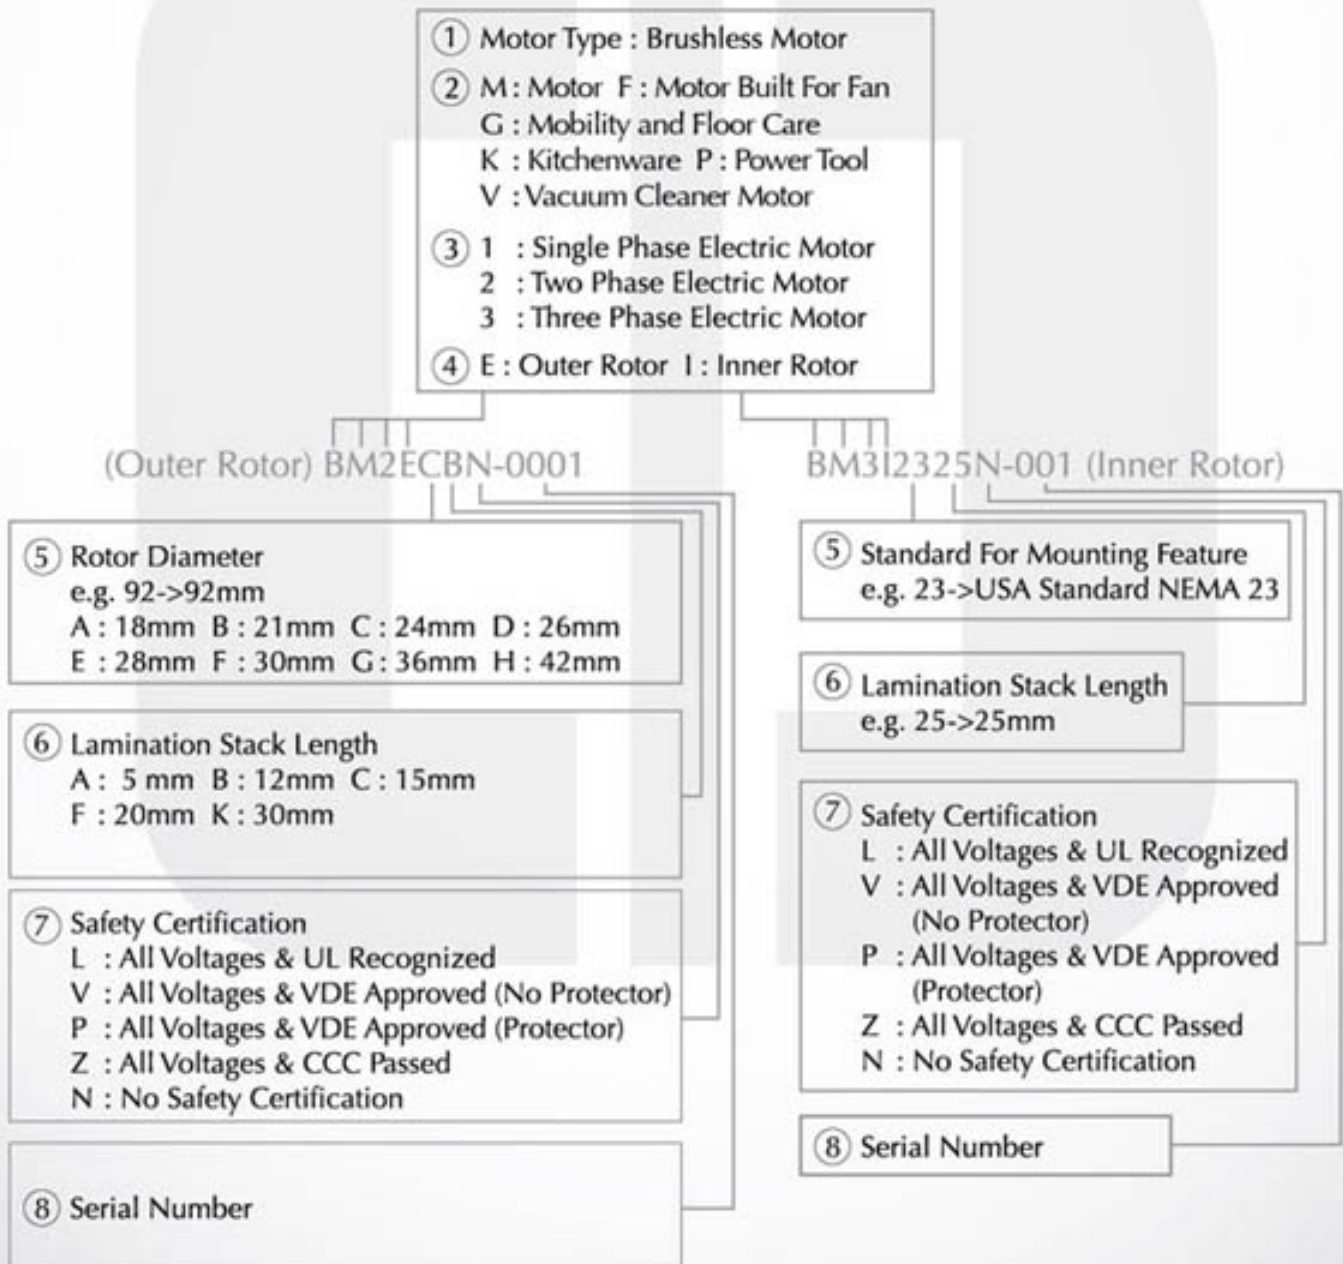 ① Motor Type : Brushless Motor
② M : Motor F : Motor Built For Fan
G : Mobility and Floor Care
K : Kitchenware P : Power Tool
V : Vacuum Cleaner Motor
③ 1 : Single Phase Electric Motor
2 : Two Phase Electric Motor
3 : Three Phase Electric Motor
④ E : Outer Rotor I : Inner Rotor
(Outer Rotor) BM2ECBN-0001
BM3I2325N-001 (Inner Rotor)
⑤ Rotor Diameter
e.g. 92->92mm
A : 18mm B : 21mm C : 24mm D : 26mm
E : 28mm F : 30mm G : 36mm H : 42mm
⑥ Lamination Stack Length
A : 5 mm B : 12mm C : 15mm
F : 20mm K : 30mm
⑦ Safety Certification
L : All Voltages & UL Recognized
V : All Voltages & VDE Approved (No Protector)
P : All Voltages & VDE Approved (Protector)
Z : All Voltages & CCC Passed
N : No Safety Certification
⑧ Serial Number
⑤ Standard For Mounting Feature
e.g. 23->USA Standard NEMA 23
⑥ Lamination Stack Length
e.g. 25->25mm
⑦ Safety Certification
L : All Voltages & UL Recognized
V : All Voltages & VDE Approved
(No Protector)
P : All Voltages & VDE Approved
(Protector)
Z : All Voltages & CCC Passed
N : No Safety Certification
⑧ Serial Number